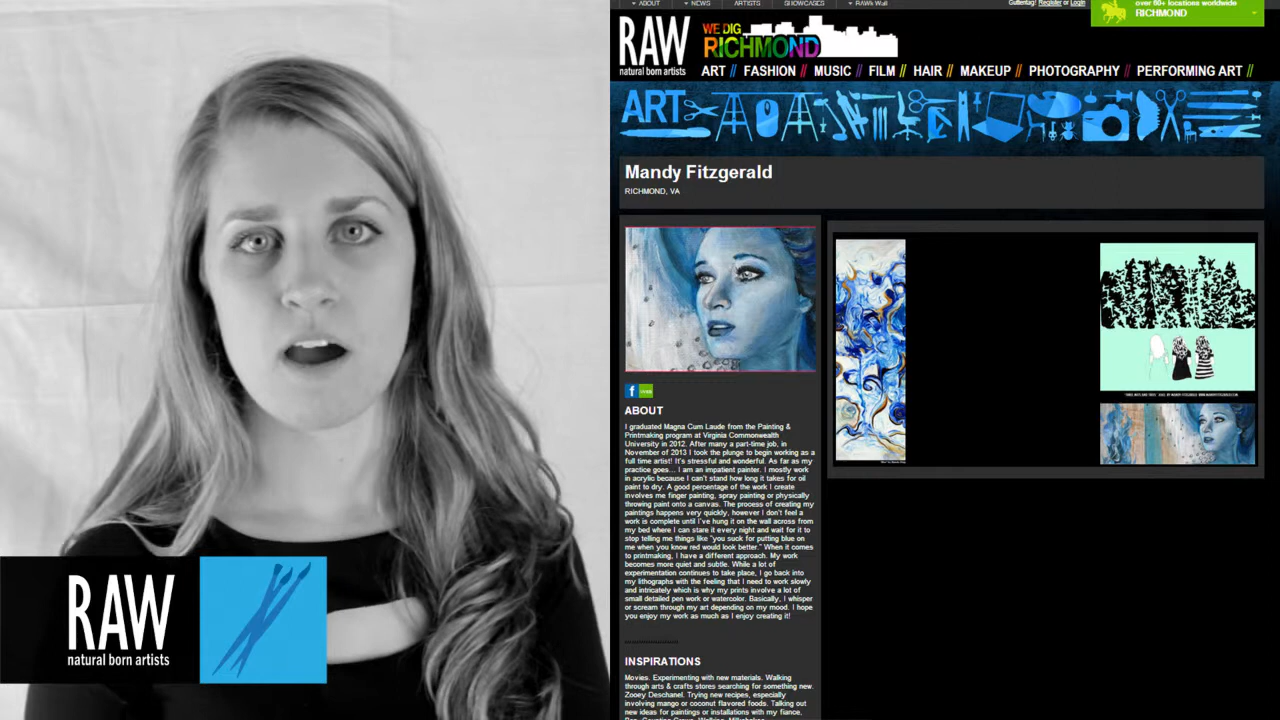 ABOUT
NEWS
ARTISTS
SHOWCASES
RAWk Wall
Guttentag! Register or Login
over 60+ locations worldwide
RICHMOND
RAW
natural born artists
WE DIG
RICHMOND
ART // FASHION // MUSIC // FILM // HAIR // MAKEUP // PHOTOGRAPHY // PERFORMING ART //
ART
Mandy Fitzgerald
RICHMOND, VA
f
ABOUT
I graduated Magna Cum Laude from the Painting &
Printmaking program at Virginia Commonwealth
University in 2012. After many a part-time job, in
November of 2013 I took the plunge to begin working as a
full time artist! It's stressful and wonderful. As far as my
practice goes... I am an impatient painter. I mostly work
in acrylic because I can't stand how long it takes for oil
paint to dry. A good percentage of the work I create
involves me finger painting, spray painting or physically
throwing paint onto a canvas. The process of creating my
paintings happens very quickly, however I don't feel a
work is complete until I've hung it on the wall across from
my bed where I can stare it every night and wait for it to
stop telling me things like "you suck for putting blue on
me when you know red would look better." When it comes
to printmaking, I have a different approach. My work
becomes more quiet and subtle. While a lot of
experimentation continues to take place, I go back into
my lithographs with the feeling that I need to work slowly
and intricately which is why my prints involve a lot of
small detailed pen work or watercolor. Basically, I whisper
or scream through my art depending on my mood. I hope
you enjoy my work as much as I enjoy creating it!
INSPIRATIONS
Movies. Experimenting with new materials. Walking
through arts & crafts stores searching for something new.
Zooey Deschanel. Trying new recipes, especially
involving mango or coconut flavored foods. Talking out
new ideas for paintings or installations with my fiance,
RAW
natural born artists